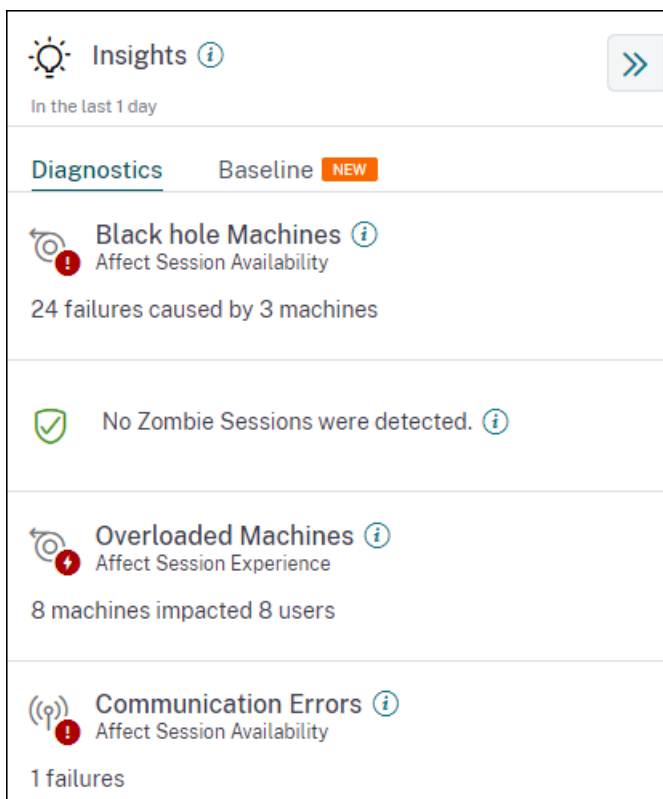 Insights
In the last 1 day
Diagnostics Baseline NEW
Black hole Machines
Affect Session Availability
24 failures caused by 3 machines
No Zombie Sessions were detected.
Overloaded Machines
Affect Session Experience
8 machines impacted 8 users
Communication Errors
Affect Session Availability
1 failures